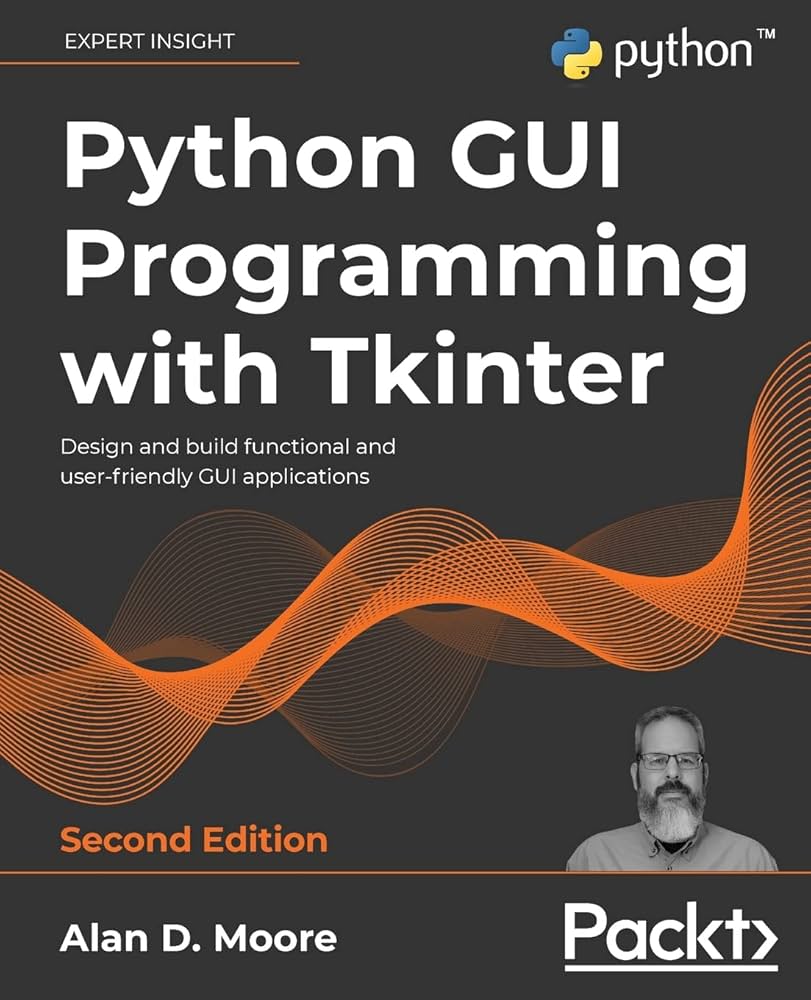 EXPERT INSIGHT
python™
Python GUI
Programming
with Tkinter
Design and build functional and
user-friendly GUI applications
Second Edition
Alan D. Moore
Packt>